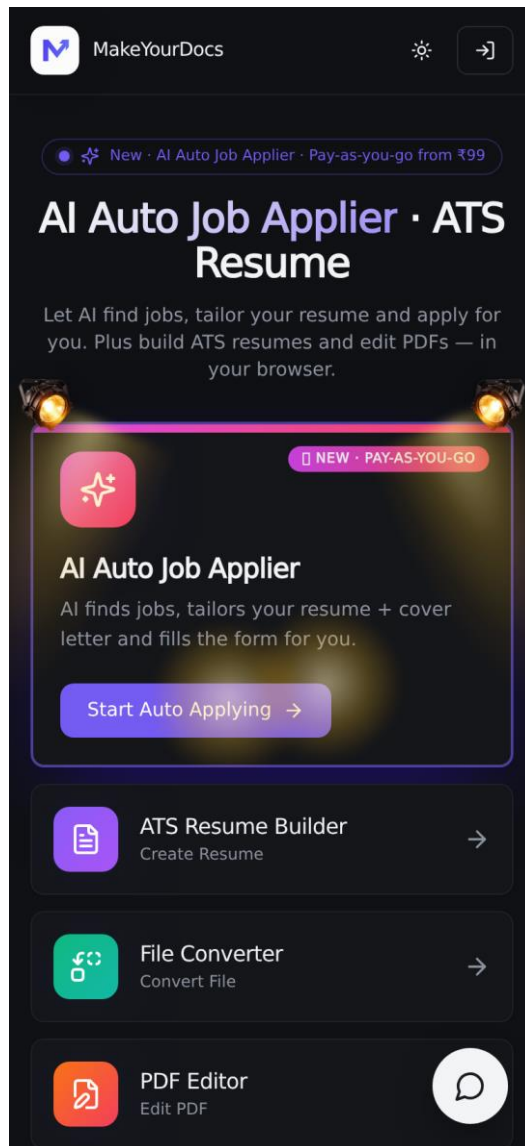 MakeYourDocs
New · AI Auto Job Applier · Pay-as-you-go from ₹99
AI Auto Job Applier · ATS
Resume
Let AI find jobs, tailor your resume and apply for
you. Plus build ATS resumes and edit PDFs — in
your browser.
NEW · PAY-AS-YOU-GO
AI Auto Job Applier
AI finds jobs, tailors your resume + cover
letter and fills the form for you.
Start Auto Applying →
ATS Resume Builder
Create Resume
File Converter
Convert File
PDF Editor
Edit PDF